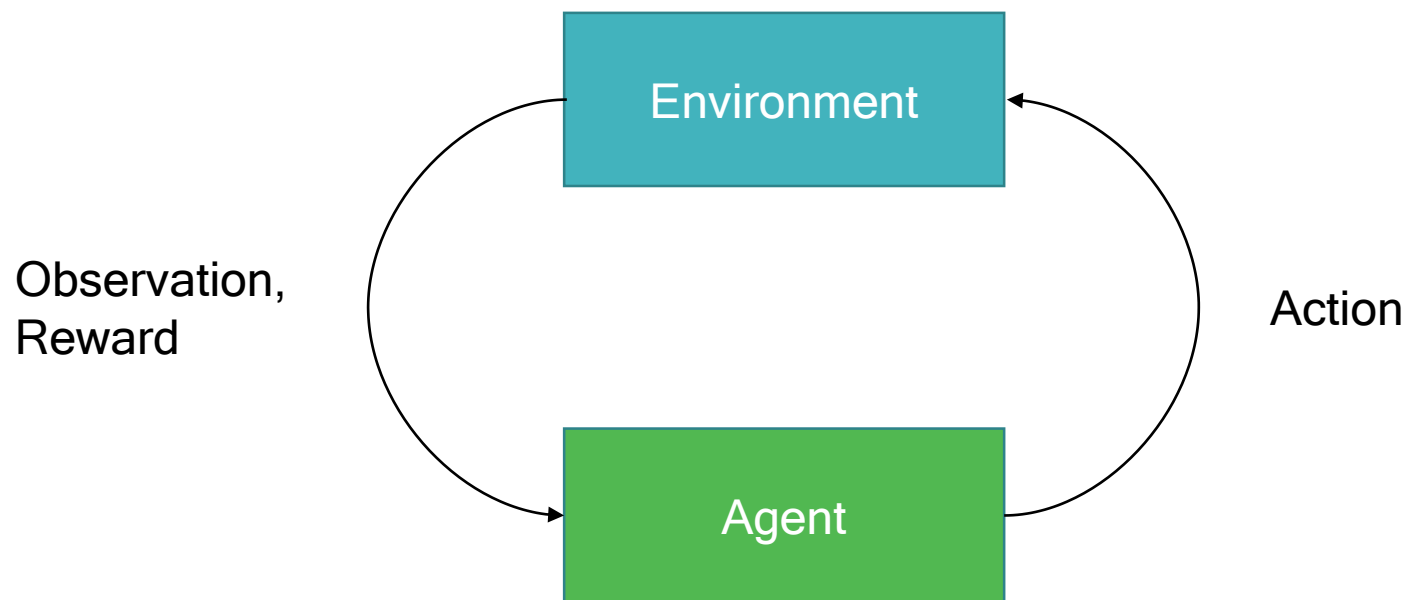 Environment
Observation,
Reward
Action
Agent